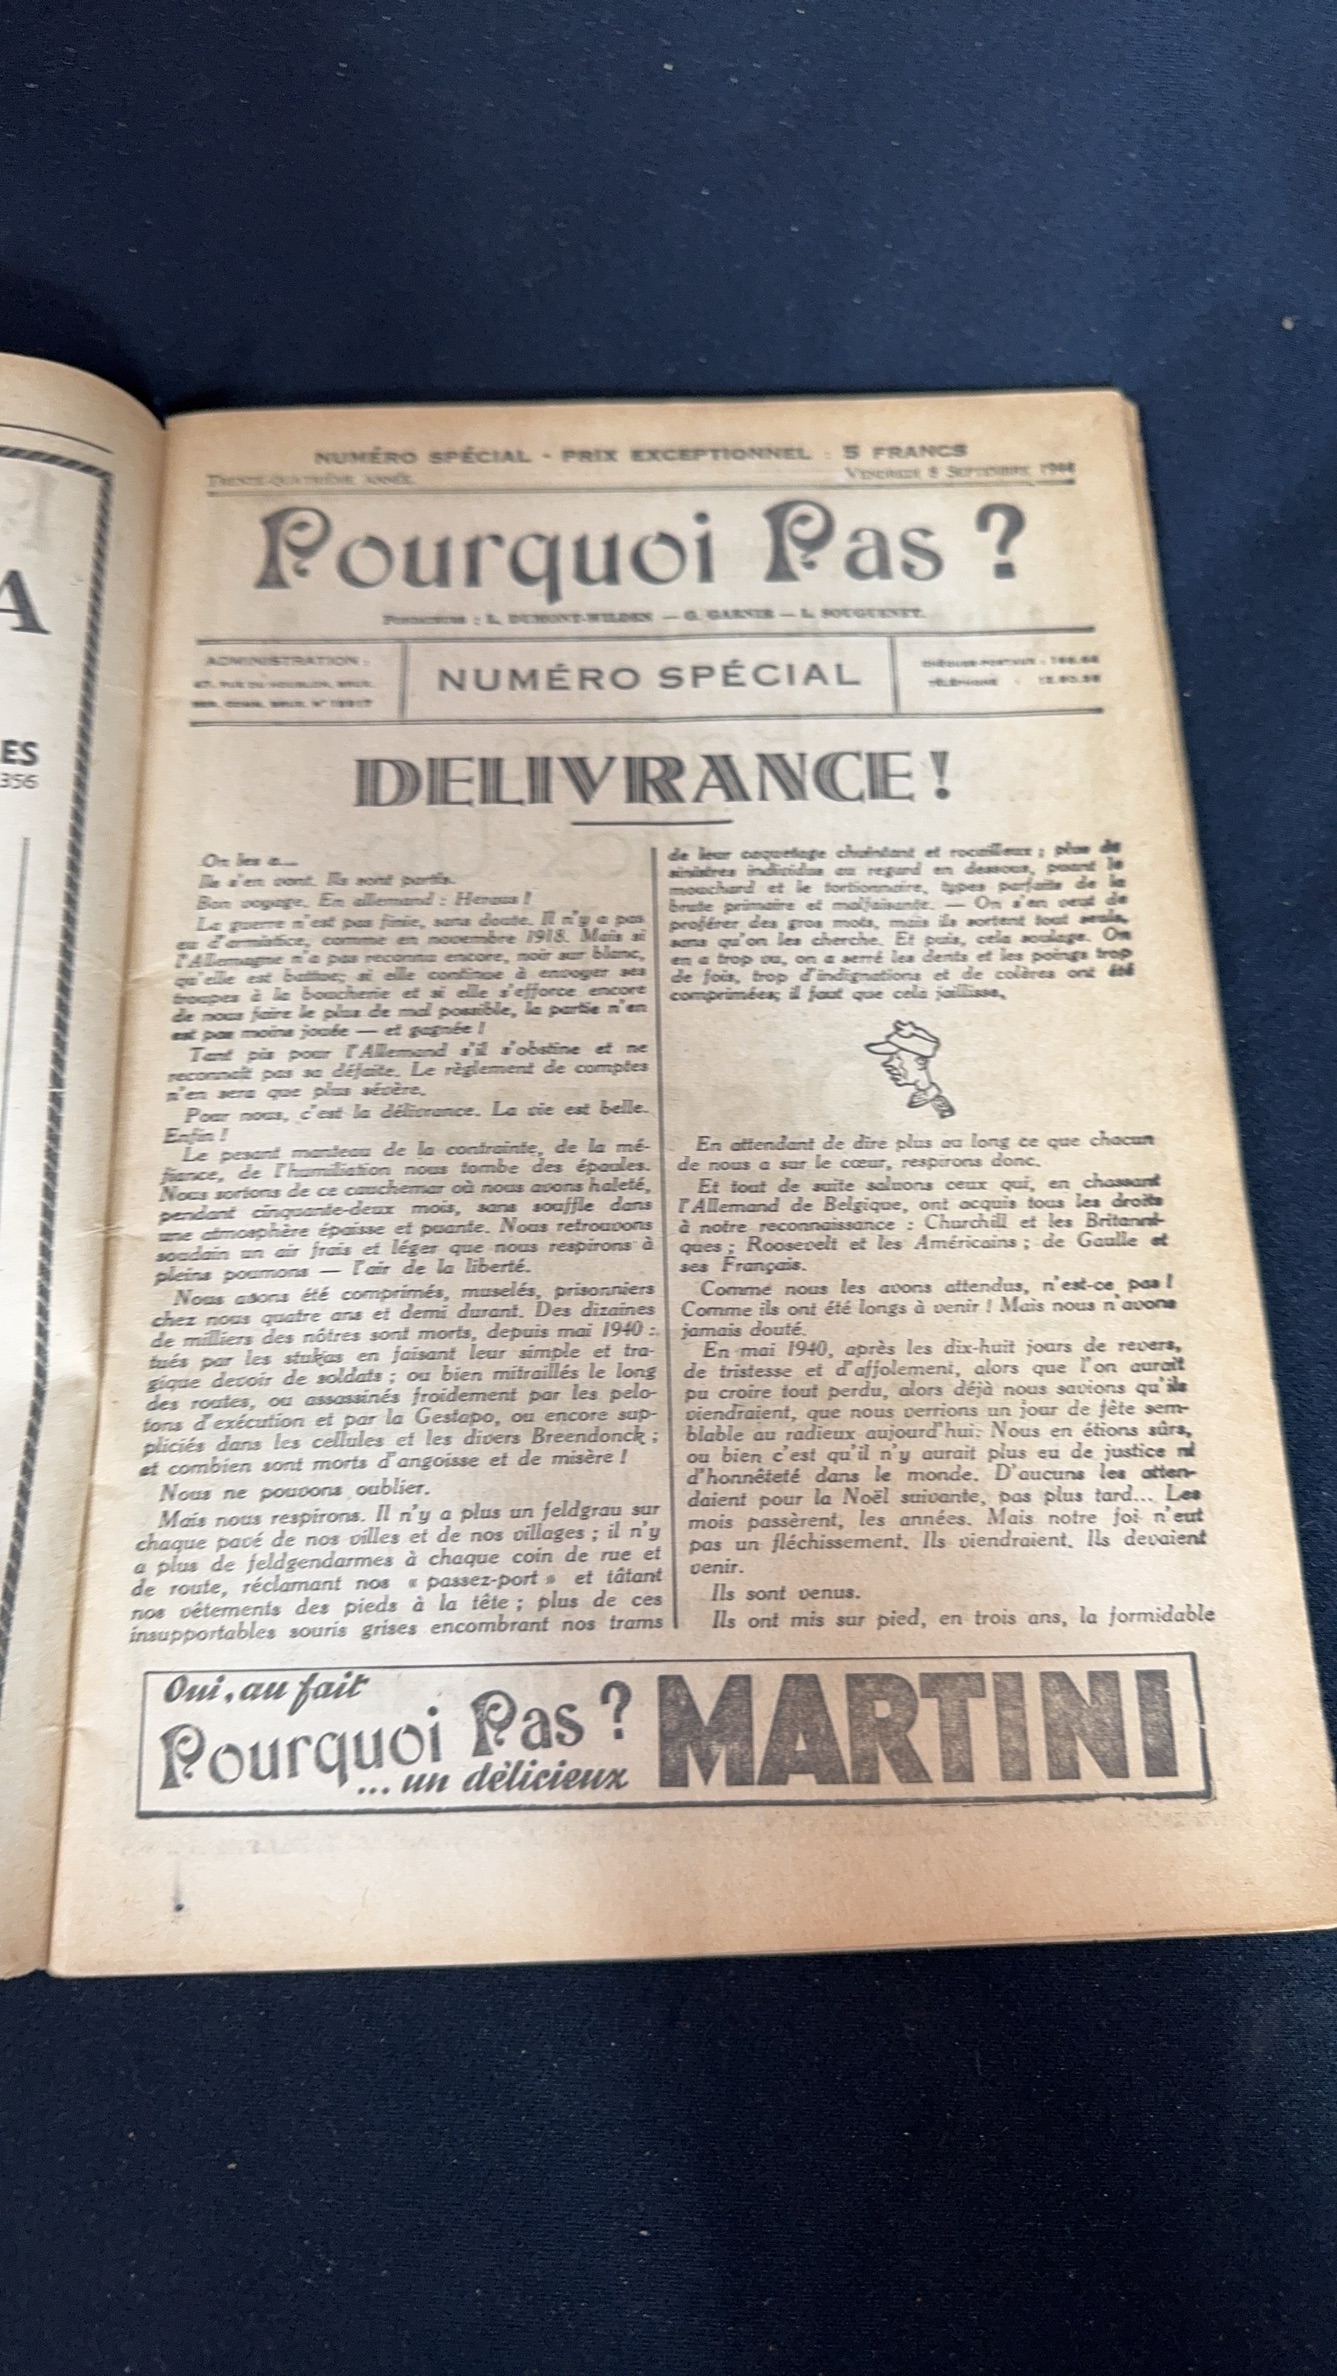 A
ES
356
NUMÉRO SPÉCIAL - PRIX EXCEPTIONNEL : 5 FRANCS
TRENTE-QUATRIÈME ANNÉE
VENDREDI 8 SEPTEMBRE 1944
Pourquoi Pas ?
FONDATEURS : L. DUMONT-WILDEN — G. GARNIR — L. SOUGUENET.
ADMINISTRATION :
47, RUE DU HOUBLON, BRUX.
REG. COMM. BRUX. N°
NUMÉRO SPÉCIAL
CHÈQUES-POSTAUX :
TÉLÉPHONE :
DELIVRANCE !
On les a...
Ils s'en vont. Ils sont partis.
Bon voyage. En allemand : Heraus !
La guerre n'est pas finie, sans doute. Il n'y a pas
eu d'armistice, comme en novembre 1918. Mais si
l'Allemagne n'a pas reconnu encore, noir sur blanc,
qu'elle est battue; si elle continue à envoyer ses
troupes à la boucherie et si elle s'efforce encore
de nous faire le plus de mal possible, la partie n'en
est pas moins jouée — et gagnée !
Tant pis pour l'Allemand s'il s'obstine et ne
reconnaît pas sa défaite. Le règlement de comptes
n'en sera que plus sévère.
Pour nous, c'est la délivrance. La vie est belle.
Enfin !
Le pesant manteau de la contrainte, de la mé-
fiance, de l'humiliation nous tombe des épaules.
Nous sortons de ce cauchemar où nous avons haleté,
pendant cinquante-deux mois, sans souffle dans
une atmosphère épaisse et puante. Nous retrouvons
soudain un air frais et léger que nous respirons à
pleins poumons — l'air de la liberté.
Nous avons été comprimés, muselés, prisonniers
chez nous quatre ans et demi durant. Des dizaines
de milliers des nôtres sont morts, depuis mai 1940 :
tués par les stukas en faisant leur simple et tra-
gique devoir de soldats ; ou bien mitraillés le long
des routes, ou assassinés froidement par les pelo-
tons d'exécution et par la Gestapo, ou encore sup-
pliciés dans les cellules et les divers Breendonck ;
et combien sont morts d'angoisse et de misère !
Nous ne pouvons oublier.
Mais nous respirons. Il n'y a plus un feldgrau sur
chaque pavé de nos villes et de nos villages ; il n'y
a plus de feldgendarmes à chaque coin de rue et
de route, réclamant nos « passez-port » et tâtant
nos vêtements des pieds à la tête ; plus de ces
insupportables souris grises encombrant nos trams
de leur caquetage chuintant et rocailleux ; plus de
sinistres individus au regard en dessous, puant le
mouchard et le tortionnaire, types parfaits de la
brute primaire et malfaisante. — On s'en veut de
proférer des gros mots, mais ils sortent tout seuls,
sans qu'on les cherche. Et puis, cela soulage. On
en a trop vu, on a serré les dents et les poings trop
de fois, trop d'indignations et de colères ont été
comprimées; il faut que cela jaillisse.
En attendant de dire plus au long ce que chacun
de nous a sur le cœur, respirons donc.
Et tout de suite saluons ceux qui, en chassant
l'Allemand de Belgique, ont acquis tous les droits
à notre reconnaissance : Churchill et les Britanni-
ques ; Roosevelt et les Américains ; de Gaulle et
ses Français.
Comme nous les avons attendus, n'est-ce pas !
Comme ils ont été longs à venir ! Mais nous n'avons
jamais douté.
En mai 1940, après les dix-huit jours de revers,
de tristesse et d'affolement, alors que l'on aurait
pu croire tout perdu, alors déjà nous savions qu'ils
viendraient, que nous verrions un jour de fête sem-
blable au radieux aujourd'hui. Nous en étions sûrs,
ou bien c'est qu'il n'y aurait plus eu de justice ni
d'honnêteté dans le monde. D'aucuns les atten-
daient pour la Noël suivante, pas plus tard... Les
mois passèrent, les années. Mais notre foi n'eut
pas un fléchissement. Ils viendraient. Ils devaient
venir.
Ils sont venus.
Ils ont mis sur pied, en trois ans, la formidable
Oui, au fait
Pourquoi Pas ?
... un délicieux
MARTINI